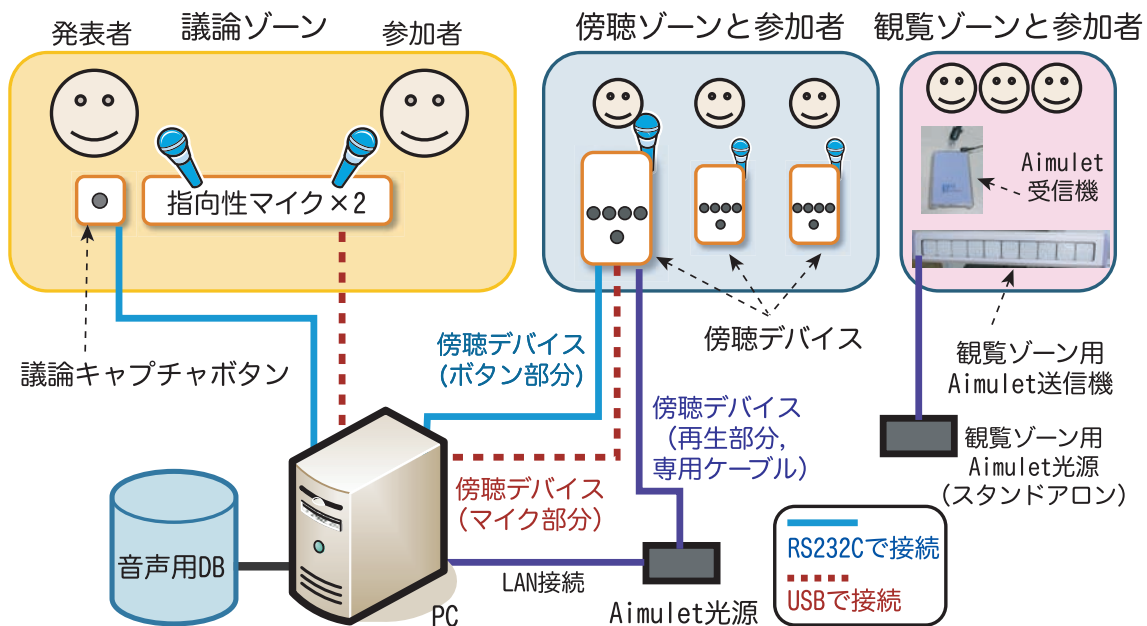 議論ゾーン
発表者
参加者
指向性マイク×2
議論キャプチャボタン
傍聴ゾーンと参加者
傍聴デバイス
観覧ゾーンと参加者
Aimulet
受信機
観覧ゾーン用
Aimulet送信機
観覧ゾーン用
Aimulet光源
(スタンドアロン)
傍聴デバイス
(ボタン部分)
傍聴デバイス
(再生部分,
専用ケーブル)
傍聴デバイス
(マイク部分)
音声用DB
PC
LAN接続
Aimulet光源
RS232Cで接続
USBで接続